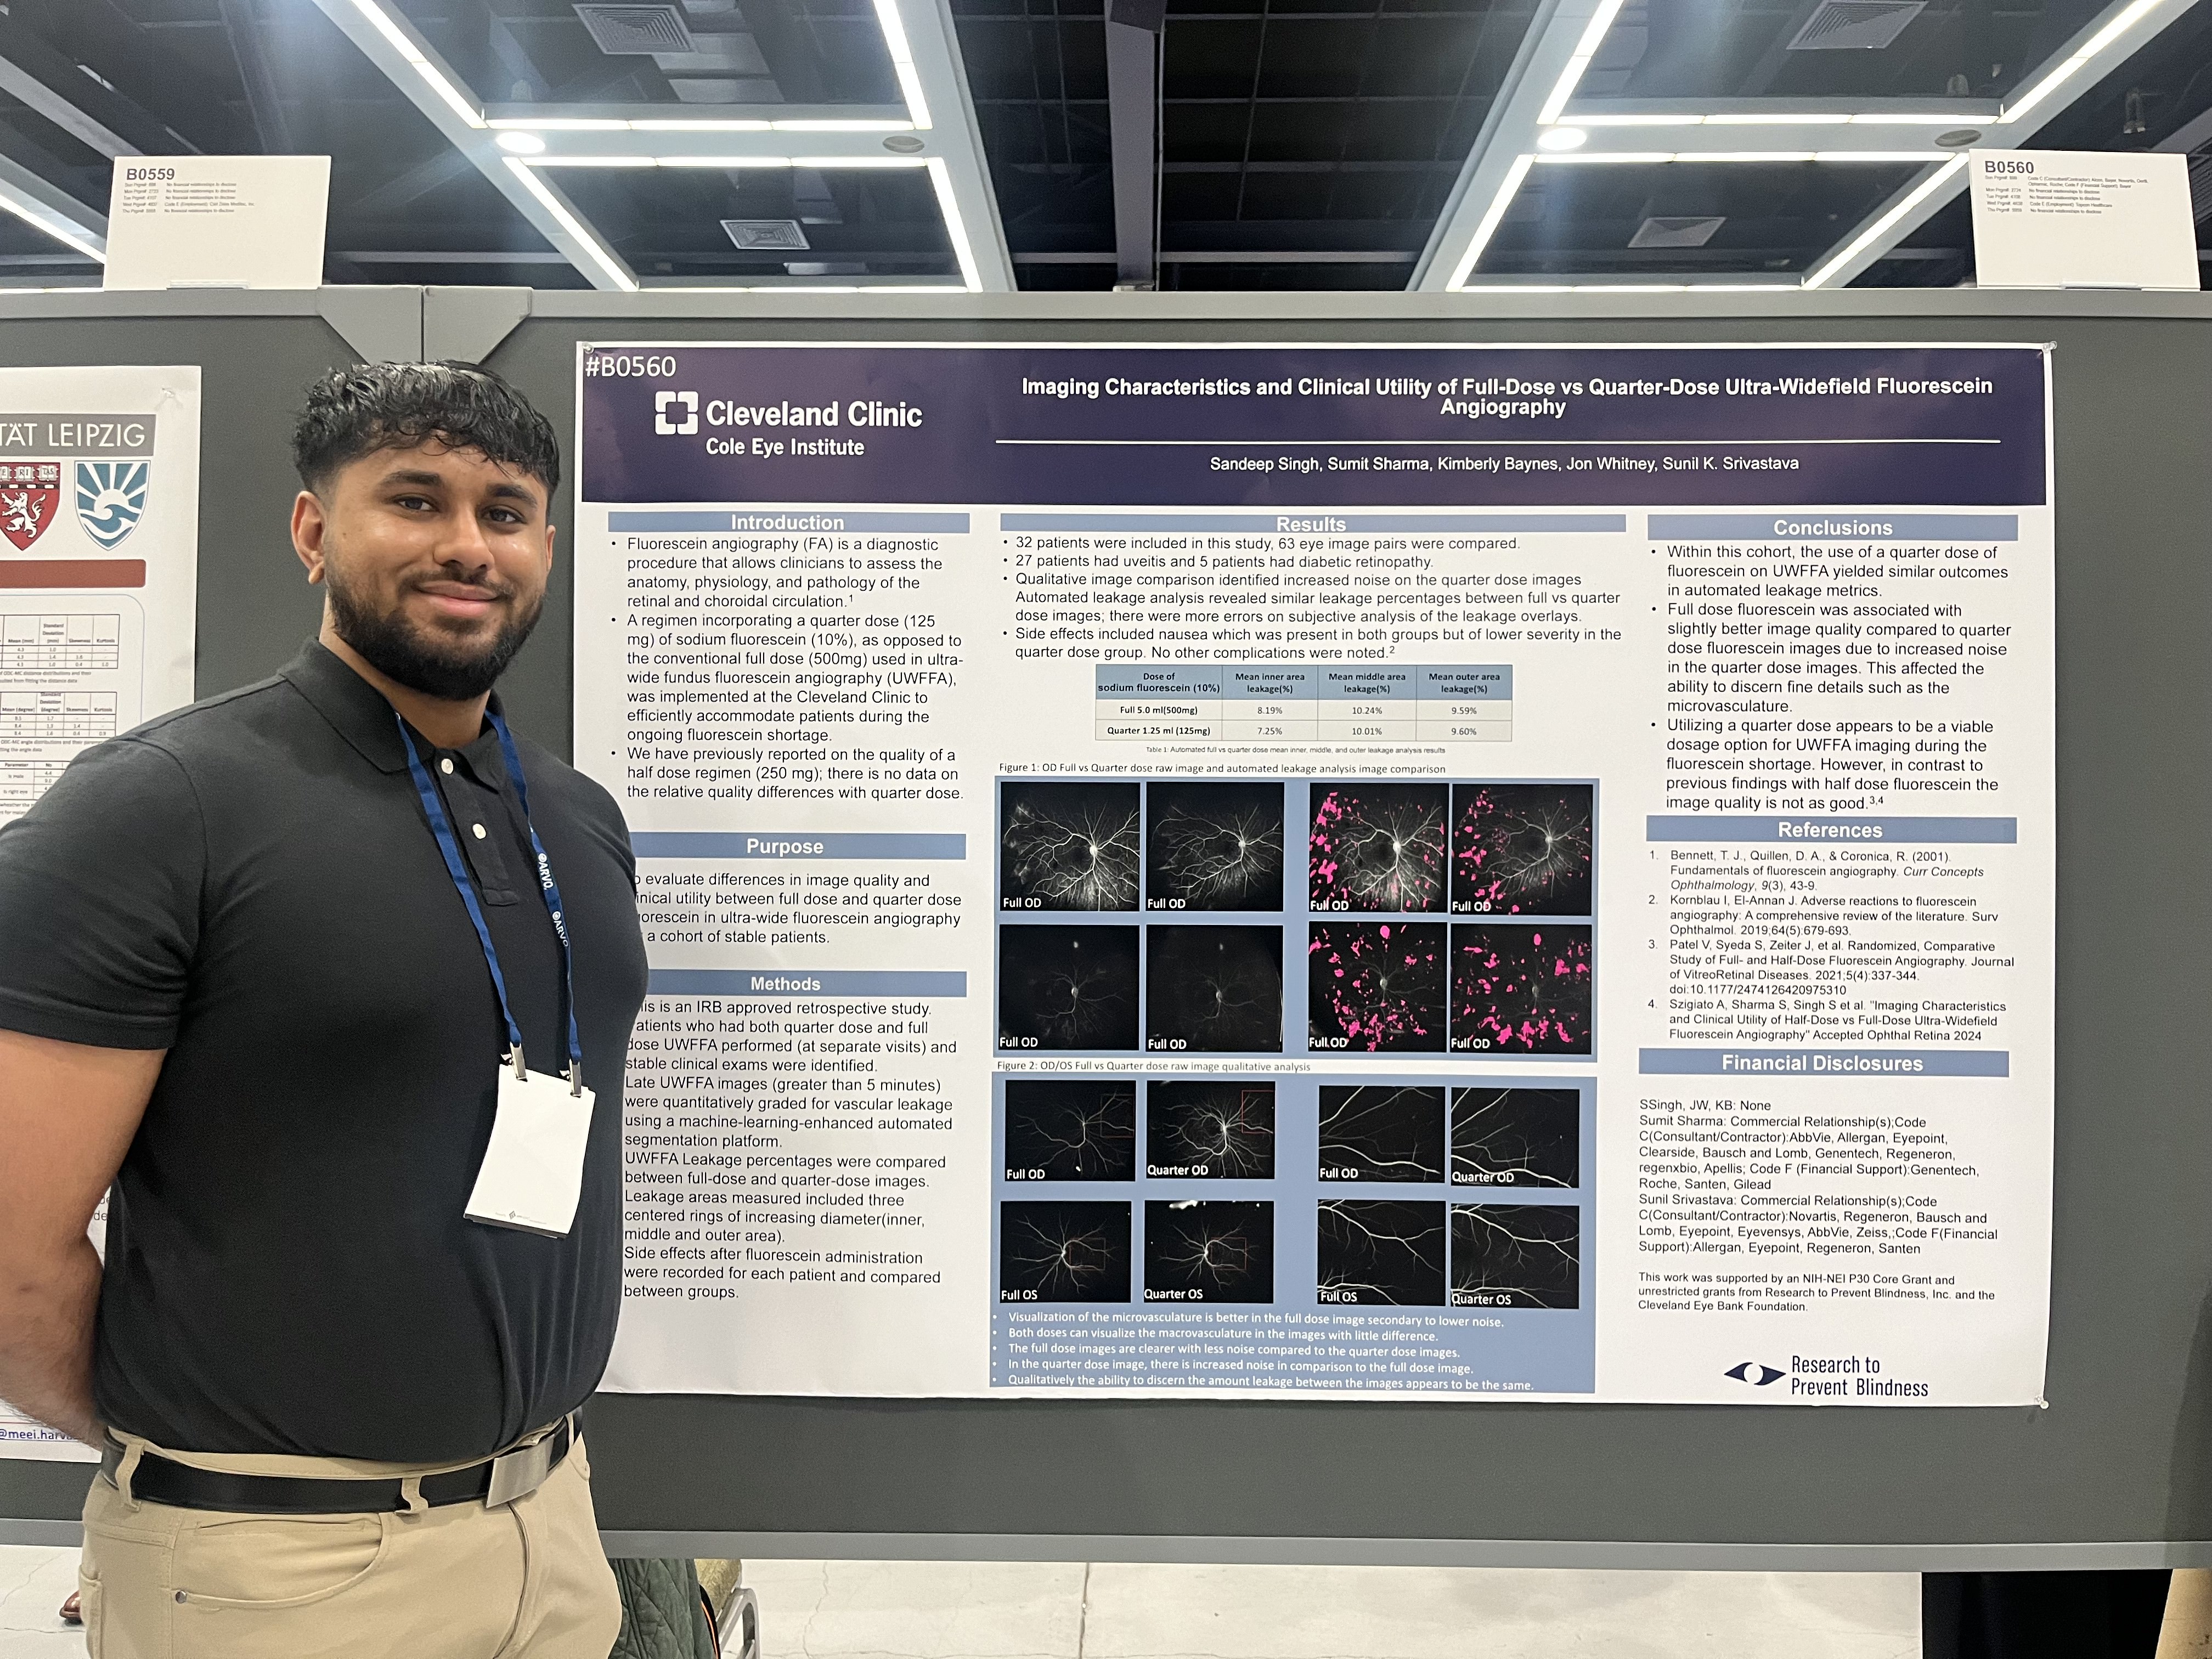 B0559
No financial relationships to disclose
No financial relationships to disclose
No financial relationships to disclose
No financial relationships to disclose
B0560
No financial relationships to disclose
No financial relationships to disclose
No financial relationships to disclose
TÄT LEIPZIG
@ARVO.
@ARVO.
#B0560
Cleveland Clinic
Cole Eye Institute
Imaging Characteristics and Clinical Utility of Full-Dose vs Quarter-Dose Ultra-Widefield Fluorescein
Angiography
Sandeep Singh, Sumit Sharma, Kimberly Baynes, Jon Whitney, Sunil K. Srivastava
Introduction
• Fluorescein angiography (FA) is a diagnostic
procedure that allows clinicians to assess the
anatomy, physiology, and pathology of the
retinal and choroidal circulation.1
• A regimen incorporating a quarter dose (125
mg) of sodium fluorescein (10%), as opposed to
the conventional full dose (500mg) used in ultra-
wide fundus fluorescein angiography (UWFFA),
was implemented at the Cleveland Clinic to
efficiently accommodate patients during the
ongoing fluorescein shortage.
• We have previously reported on the quality of a
half dose regimen (250 mg); there is no data on
the relative quality differences with quarter dose.
Purpose
o evaluate differences in image quality and
inical utility between full dose and quarter dose
orescein in ultra-wide fluorescein angiography
a cohort of stable patients.
Methods
is is an IRB approved retrospective study.
atients who had both quarter dose and full
dose UWFFA performed (at separate visits) and
stable clinical exams were identified.
Late UWFFA images (greater than 5 minutes)
were quantitatively graded for vascular leakage
using a machine-learning-enhanced automated
segmentation platform.
UWFFA Leakage percentages were compared
between full-dose and quarter-dose images.
Leakage areas measured included three
centered rings of increasing diameter(inner,
middle and outer area).
Side effects after fluorescein administration
were recorded for each patient and compared
between groups.
Results
• 32 patients were included in this study, 63 eye image pairs were compared.
• 27 patients had uveitis and 5 patients had diabetic retinopathy.
• Qualitative image comparison identified increased noise on the quarter dose images
Automated leakage analysis revealed similar leakage percentages between full vs quarter
dose images; there were more errors on subjective analysis of the leakage overlays.
• Side effects included nausea which was present in both groups but of lower severity in the
quarter dose group. No other complications were noted.2
Dose of sodium fluorescein (10%) Mean inner area leakage(%) Mean middle area leakage(%) Mean outer area leakage(%)
Full 5.0 ml(500mg) 8.19% 10.24% 9.59%
Quarter 1.25 ml (125mg) 7.25% 10.01% 9.60%
Table 1: Automated full vs quarter dose mean inner, middle, and outer leakage analysis results
Figure 1: OD Full vs Quarter dose raw image and automated leakage analysis image comparison
Full OD Full OD Full OD Full OD
Full OD Full OD Full OD Full OD
Figure 2: OD/OS Full vs Quarter dose raw image qualitative analysis
Full OD Quarter OD Full OD Quarter OD
Full OS Quarter OS Full OS Quarter OS
• Visualization of the microvasculature is better in the full dose image secondary to lower noise.
• Both doses can visualize the macrovasculature in the images with little difference.
• The full dose images are clearer with less noise compared to the quarter dose images.
• In the quarter dose image, there is increased noise in comparison to the full dose image.
• Qualitatively the ability to discern the amount leakage between the images appears to be the same.
Conclusions
• Within this cohort, the use of a quarter dose of
fluorescein on UWFFA yielded similar outcomes
in automated leakage metrics.
• Full dose fluorescein was associated with
slightly better image quality compared to quarter
dose fluorescein images due to increased noise
in the quarter dose images. This affected the
ability to discern fine details such as the
microvasculature.
• Utilizing a quarter dose appears to be a viable
dosage option for UWFFA imaging during the
fluorescein shortage. However, in contrast to
previous findings with half dose fluorescein the
image quality is not as good.3,4
References
1. Bennett, T. J., Quillen, D. A., & Coronica, R. (2001).
Fundamentals of fluorescein angiography. Curr Concepts
Ophthalmology, 9(3), 43-9.
2. Kornblau I, El-Annan J. Adverse reactions to fluorescein
angiography: A comprehensive review of the literature. Surv
Ophthalmol. 2019;64(5):679-693.
3. Patel V, Syeda S, Zeiter J, et al. Randomized, Comparative
Study of Full- and Half-Dose Fluorescein Angiography. Journal
of VitreoRetinal Diseases. 2021;5(4):337-344.
doi:10.1177/2474126420975310
4. Szigiato A, Sharma S, Singh S et al. "Imaging Characteristics
and Clinical Utility of Half-Dose vs Full-Dose Ultra-Widefield
Fluorescein Angiography" Accepted Ophthal Retina 2024
Financial Disclosures
SSingh, JW, KB: None
Sumit Sharma: Commercial Relationship(s);Code
C(Consultant/Contractor):AbbVie, Allergan, Eyepoint,
Clearside, Bausch and Lomb, Genentech, Regeneron,
regenxbio, Apellis; Code F (Financial Support):Genentech,
Roche, Santen, Gilead
Sunil Srivastava: Commercial Relationship(s);Code
C(Consultant/Contractor):Novartis, Regeneron, Bausch and
Lomb, Eyepoint, Eyevensys, AbbVie, Zeiss,;Code F(Financial
Support):Allergan, Eyepoint, Regeneron, Santen
This work was supported by an NIH-NEI P30 Core Grant and
unrestricted grants from Research to Prevent Blindness, Inc. and the
Cleveland Eye Bank Foundation.
Research to
Prevent Blindness
@meei.harv